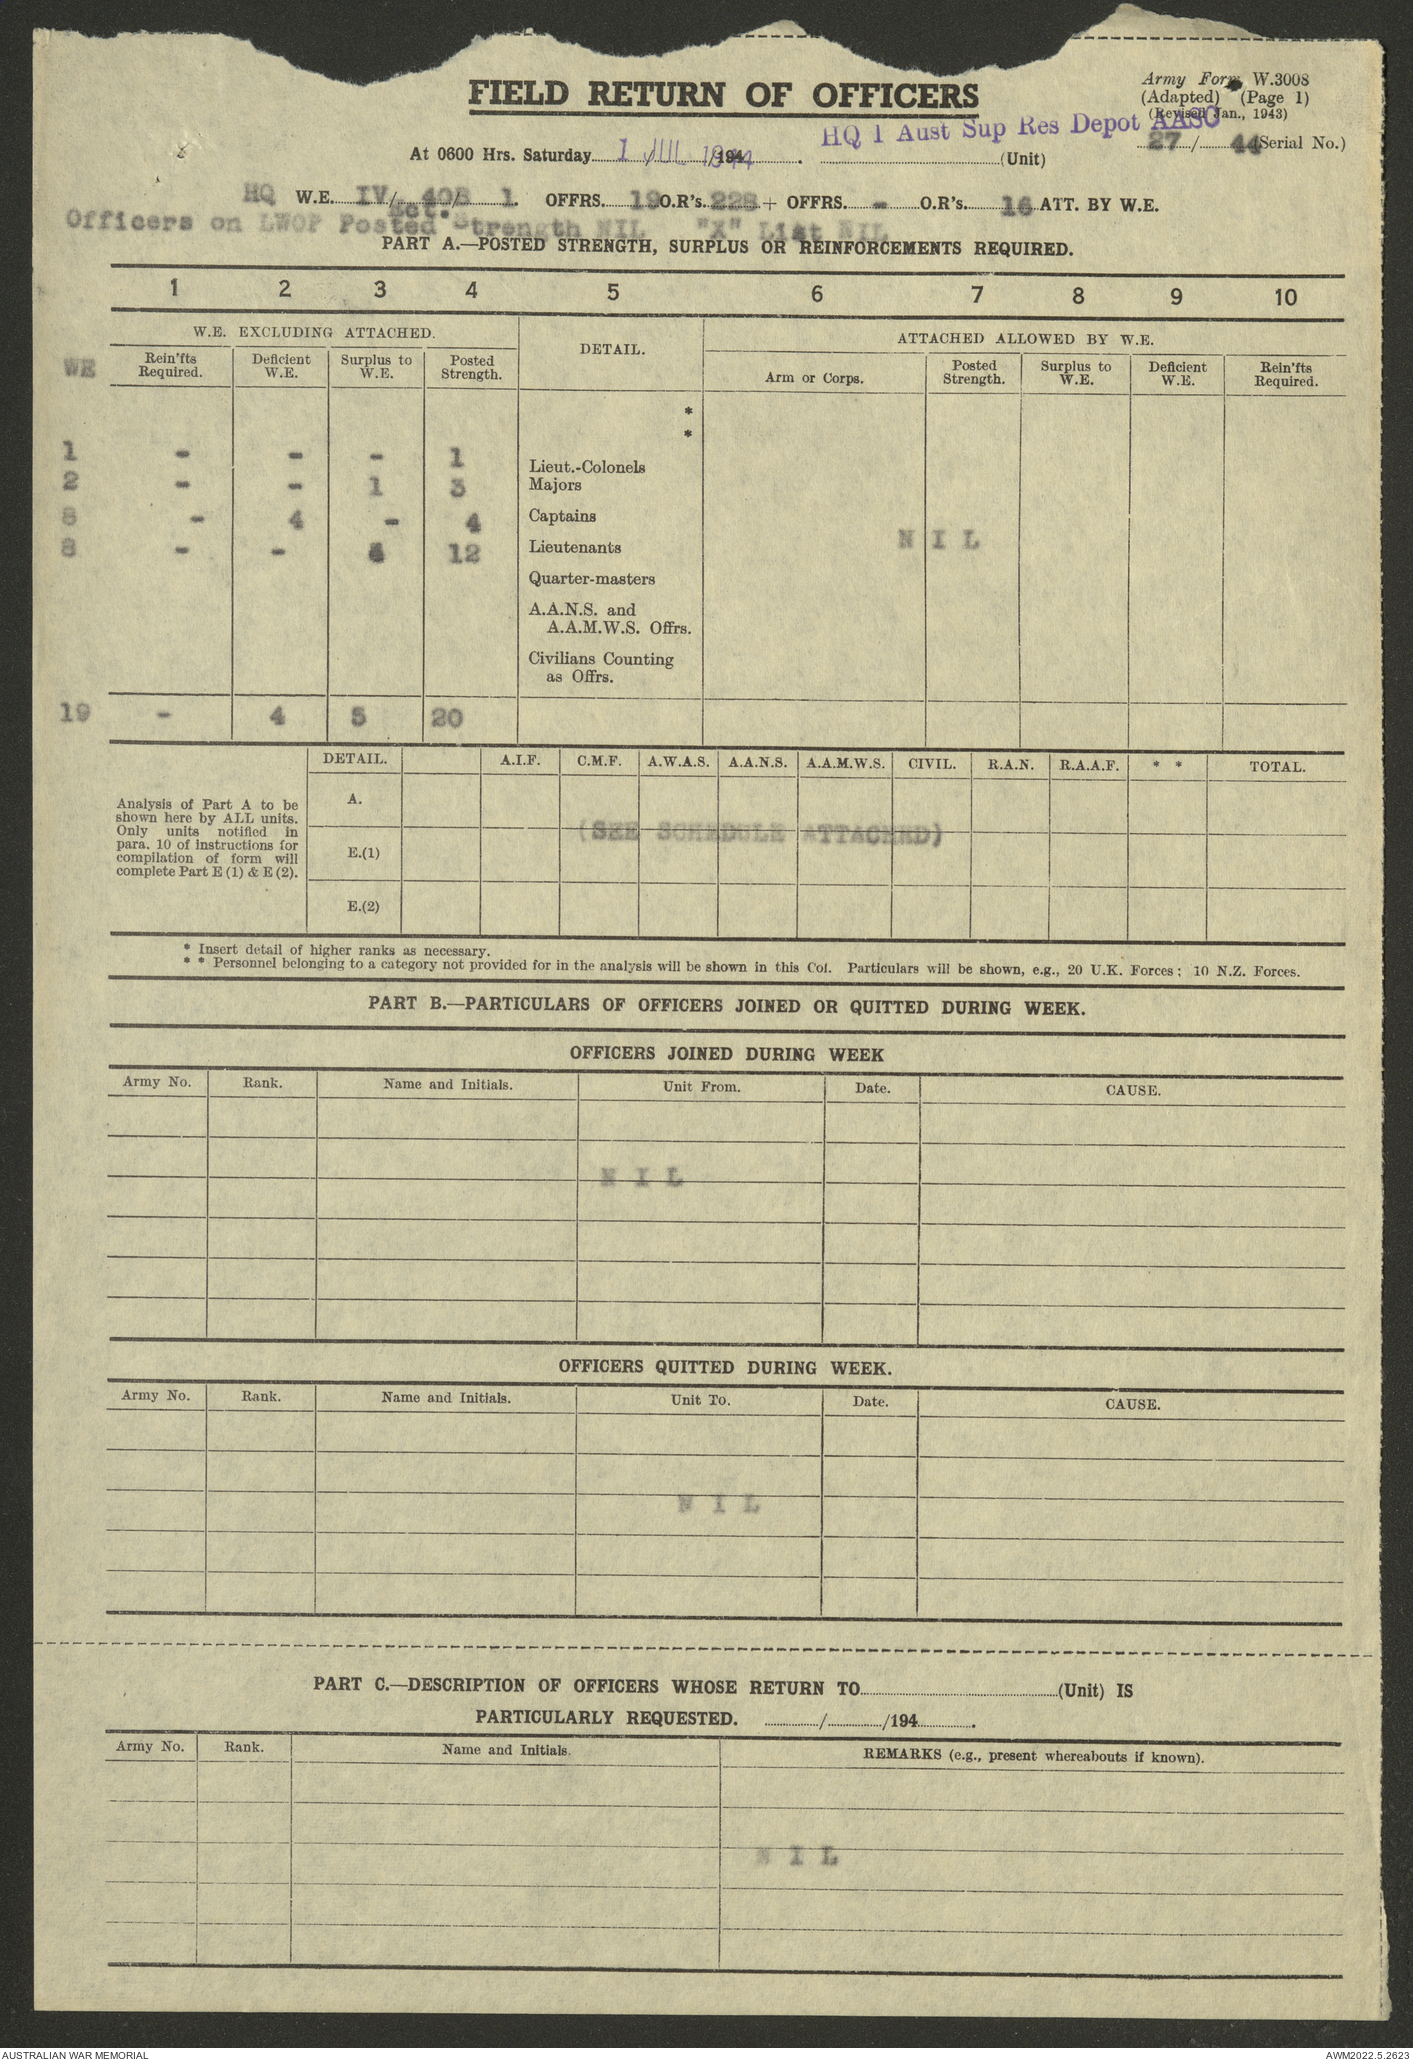 FIELD RETURN OF OFFICERS
Army Form W.3008
(Adapted) (Page 1)
(Revised Jan., 1943)
HQ 1 Aust Sup Res Depot AASC
At 0600 Hrs. Saturday 1 JUL 1944 (Unit) 27/44 (Serial No.)
HQ W.E. IV/408/1. OFFRS. 19 O.R's. 228 + OFFRS. - O.R's. 16 ATT. BY W.E.
Officers on LWOP Posted Strength NIL "X" List NIL
PART A.—POSTED STRENGTH, SURPLUS OR REINFORCEMENTS REQUIRED.
1 2 3 4 5 6 7 8 9 10
W.E. EXCLUDING ATTACHED. DETAIL. ATTACHED ALLOWED BY W.E.
WE Rein'fts Required. Deficient W.E. Surplus to W.E. Posted Strength. Arm or Corps. Posted Strength. Surplus to W.E. Deficient W.E. Rein'fts Required.
*
*
1 - - - 1 Lieut.-Colonels
2 - - 1 3 Majors
8 - 4 - 4 Captains
8 - - 4 12 Lieutenants N I L
Quarter-masters
A.A.N.S. and
A.A.M.W.S. Offrs.
Civilians Counting
as Offrs.
19 - 4 5 20
DETAIL. A.I.F. C.M.F. A.W.A.S. A.A.N.S. A.A.M.W.S. CIVIL. R.A.N. R.A.A.F. * * TOTAL.
Analysis of Part A to be
shown here by ALL units.
Only units notified in
para. 10 of instructions for
compilation of form will
complete Part E (1) & E (2).
A.
(SEE SCHEDULE ATTACHED)
E.(1)
E.(2)
* Insert detail of higher ranks as necessary.
* * Personnel belonging to a category not provided for in the analysis will be shown in this Col. Particulars will be shown, e.g., 20 U.K. Forces; 10 N.Z. Forces.
PART B.—PARTICULARS OF OFFICERS JOINED OR QUITTED DURING WEEK.
OFFICERS JOINED DURING WEEK
Army No. Rank. Name and Initials. Unit From. Date. CAUSE.
N I L
OFFICERS QUITTED DURING WEEK.
Army No. Rank. Name and Initials. Unit To. Date. CAUSE.
N I L
PART C.—DESCRIPTION OF OFFICERS WHOSE RETURN TO (Unit) IS
PARTICULARLY REQUESTED. / /194 .
Army No. Rank. Name and Initials. REMARKS (e.g., present whereabouts if known).
N I L
AUSTRALIAN WAR MEMORIAL AWM2022.5.2623